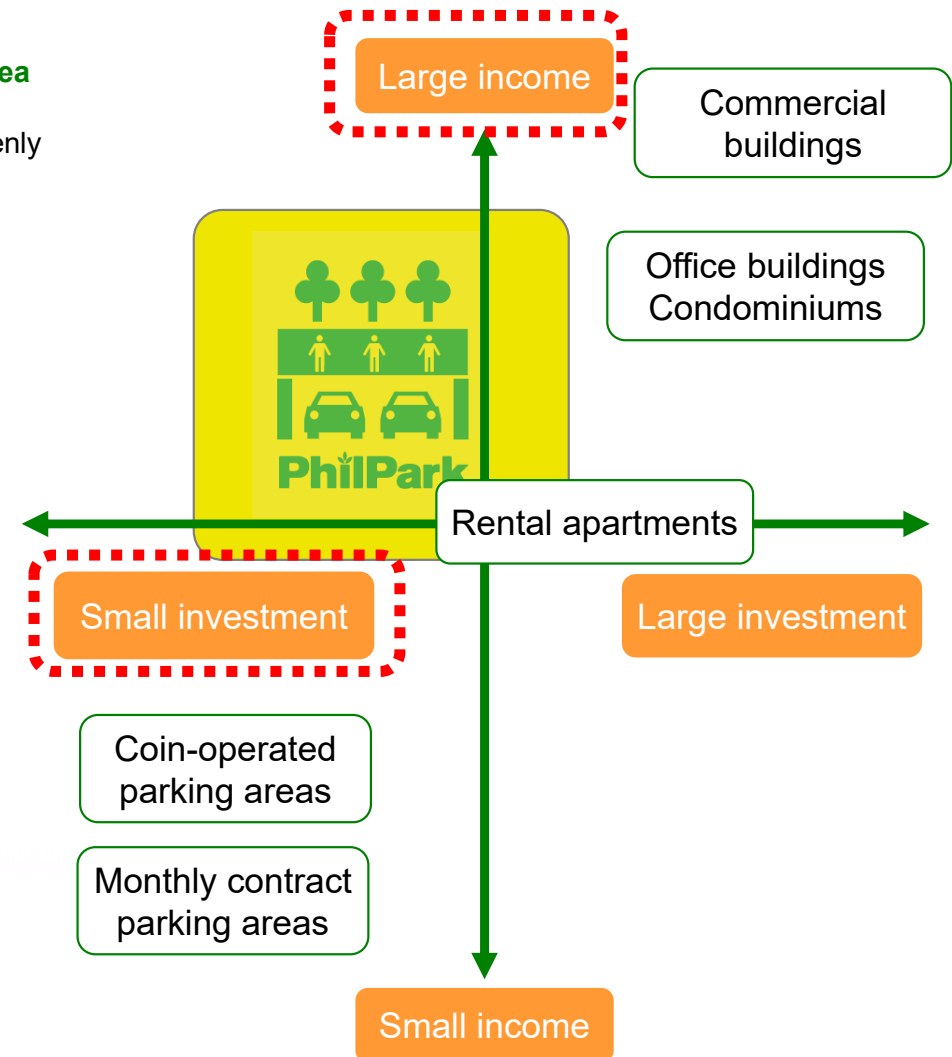 ea
enly
Large income
Commercial
buildings
Office buildings
Condominiums
PhilPark
Rental apartments
Small investment
Large investment
Coin-operated
parking areas
Monthly contract
parking areas
Small income